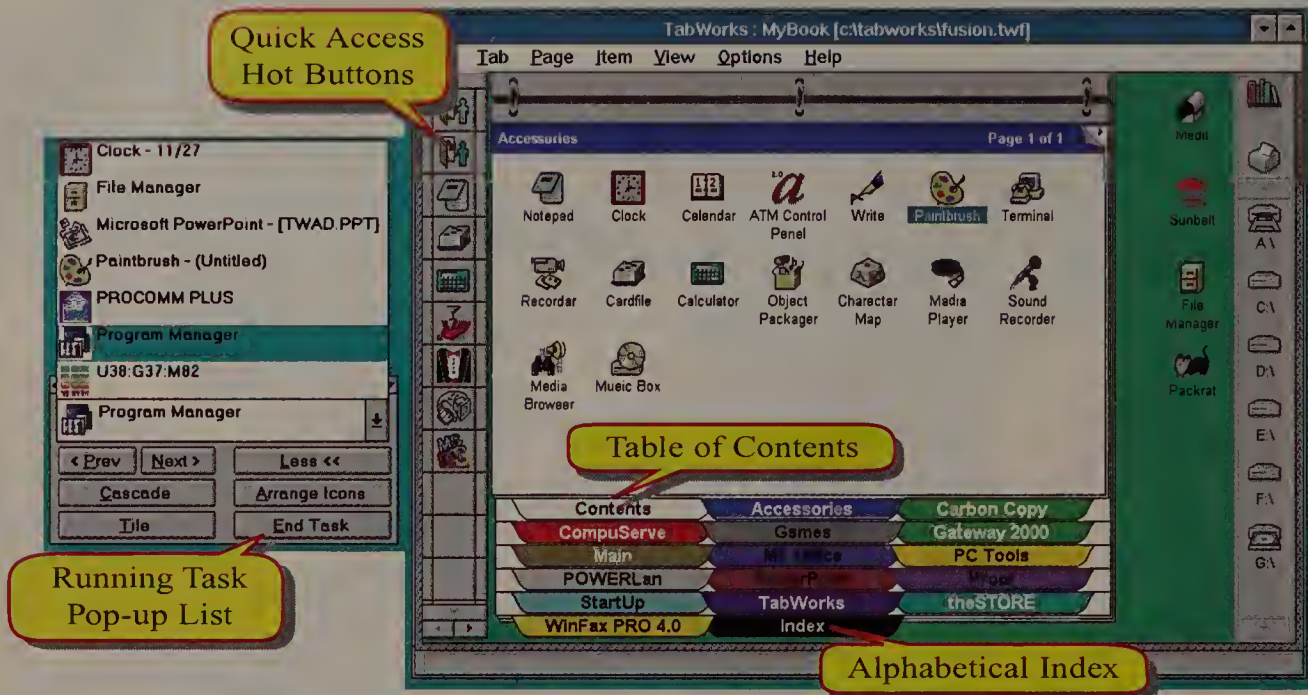 Quick Access
Hot Buttons
TabWorks : MyBook [c:\tabworks\fusion.twf]
Tab Page Item View Options Help
Accessories Page 1 of 1
Notepad
Clock
Calendar
ATM Control
Panel
Write
Paintbrush
Terminal
Recorder
Cardfile
Calculator
Object
Packager
Character
Map
Media
Player
Sound
Recorder
Media
Browser
Music Box
Clock - 11/27
File Manager
Microsoft PowerPoint - [TWAD.PPT]
Paintbrush - (Untitled)
PROCOMM PLUS
Program Manager
U38:G37:M82
Program Manager
< Prev Next > Less <<
Cascade Arrange Icons
Tile End Task
Running Task
Pop-up List
Table of Contents
Contents Accessories Carbon Copy
CompuServe Games Gateway 2000
Main PC Tools
POWERLan
StartUp TabWorks theSTORE
WinFax PRO 4.0 Index
Alphabetical Index
Medit
Sunbelt
File
Manager
Packrat
A:\
C:\
D:\
E:\
F:\
G:\